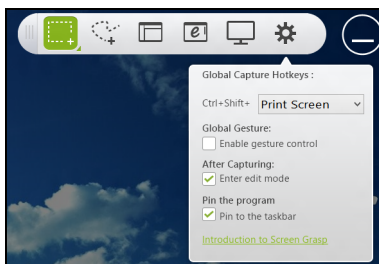 e
Global Capture Hotkeys :
Ctrl+Shift+ Print Screen
Global Gesture:
Enable gesture control
After Capturing:
Enter edit mode
Pin the program
Pin to the taskbar
Introduction to Screen Grasp